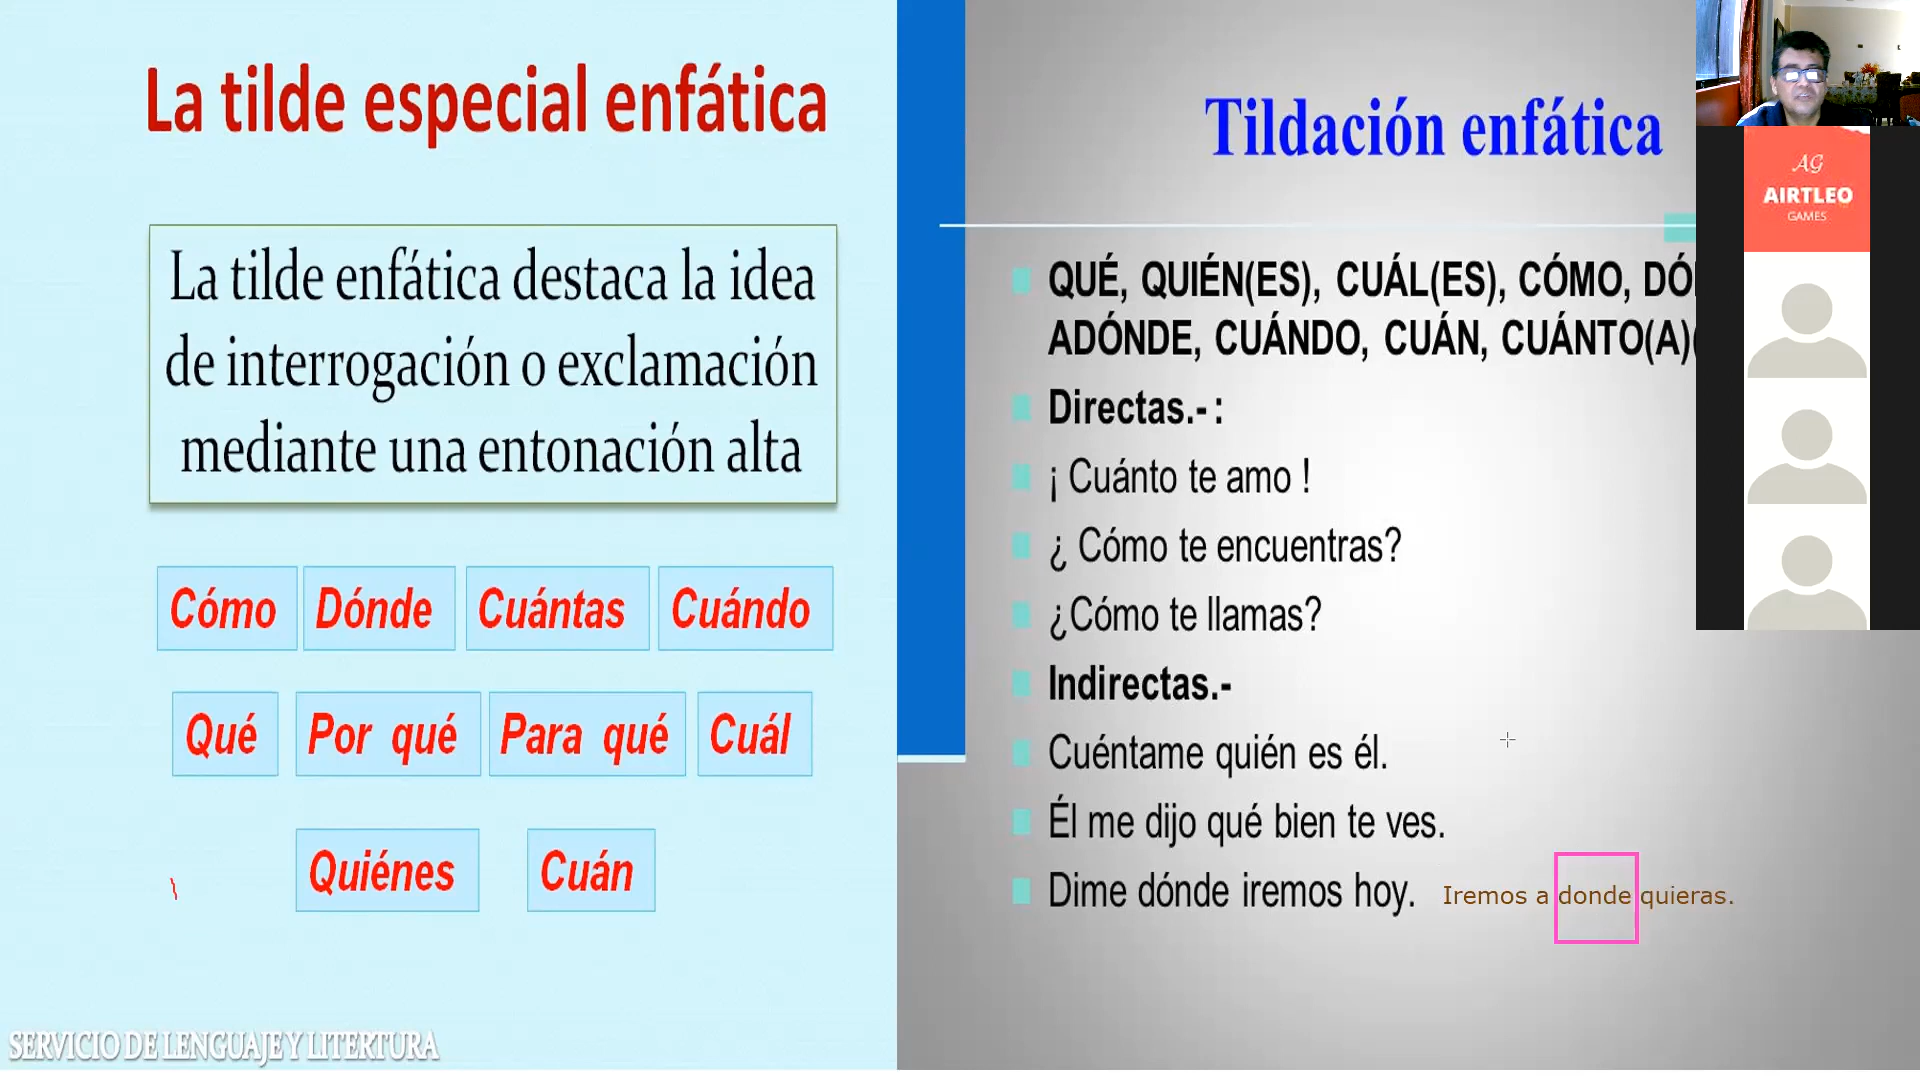 La tilde especial enfática
La tilde enfática destaca la idea
de interrogación o exclamación
mediante una entonación alta
Cómo Dónde Cuántas Cuándo
Qué Por qué Para qué Cuál
Quiénes Cuán
SERVICIO DE LENGUAJE Y LITERTURA
Tildación enfática
QUÉ, QUIÉN(ES), CUÁL(ES), CÓMO,
ADÓNDE, CUÁNDO, CUÁN, CUÁNTO(A)
Directas.- :
¡ Cuánto te amo !
¿ Cómo te encuentras?
¿Cómo te llamas?
Indirectas.-
Cuéntame quién es él.
Él me dijo qué bien te ves.
Dime dónde iremos hoy. Iremos a donde quieras.
AG
AIRTLEO
GAMES